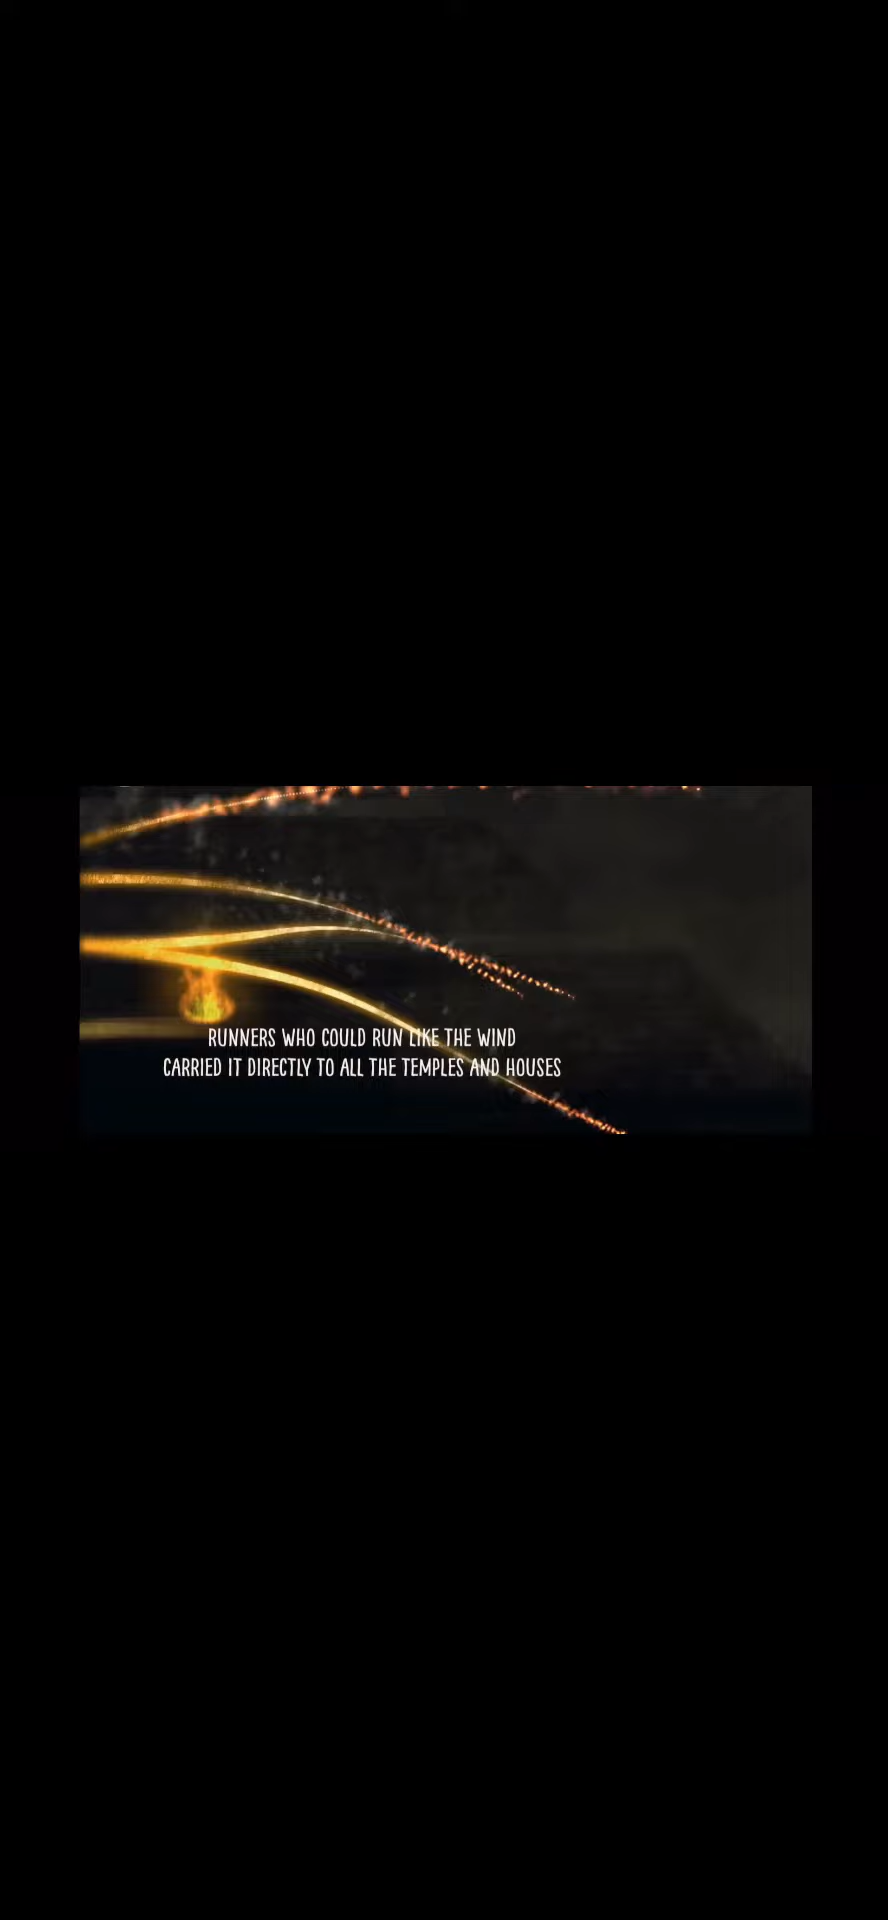 RUNNERS WHO COULD RUN LIKE THE WIND
CARRIED IT DIRECTLY TO ALL THE TEMPLES AND HOUSES